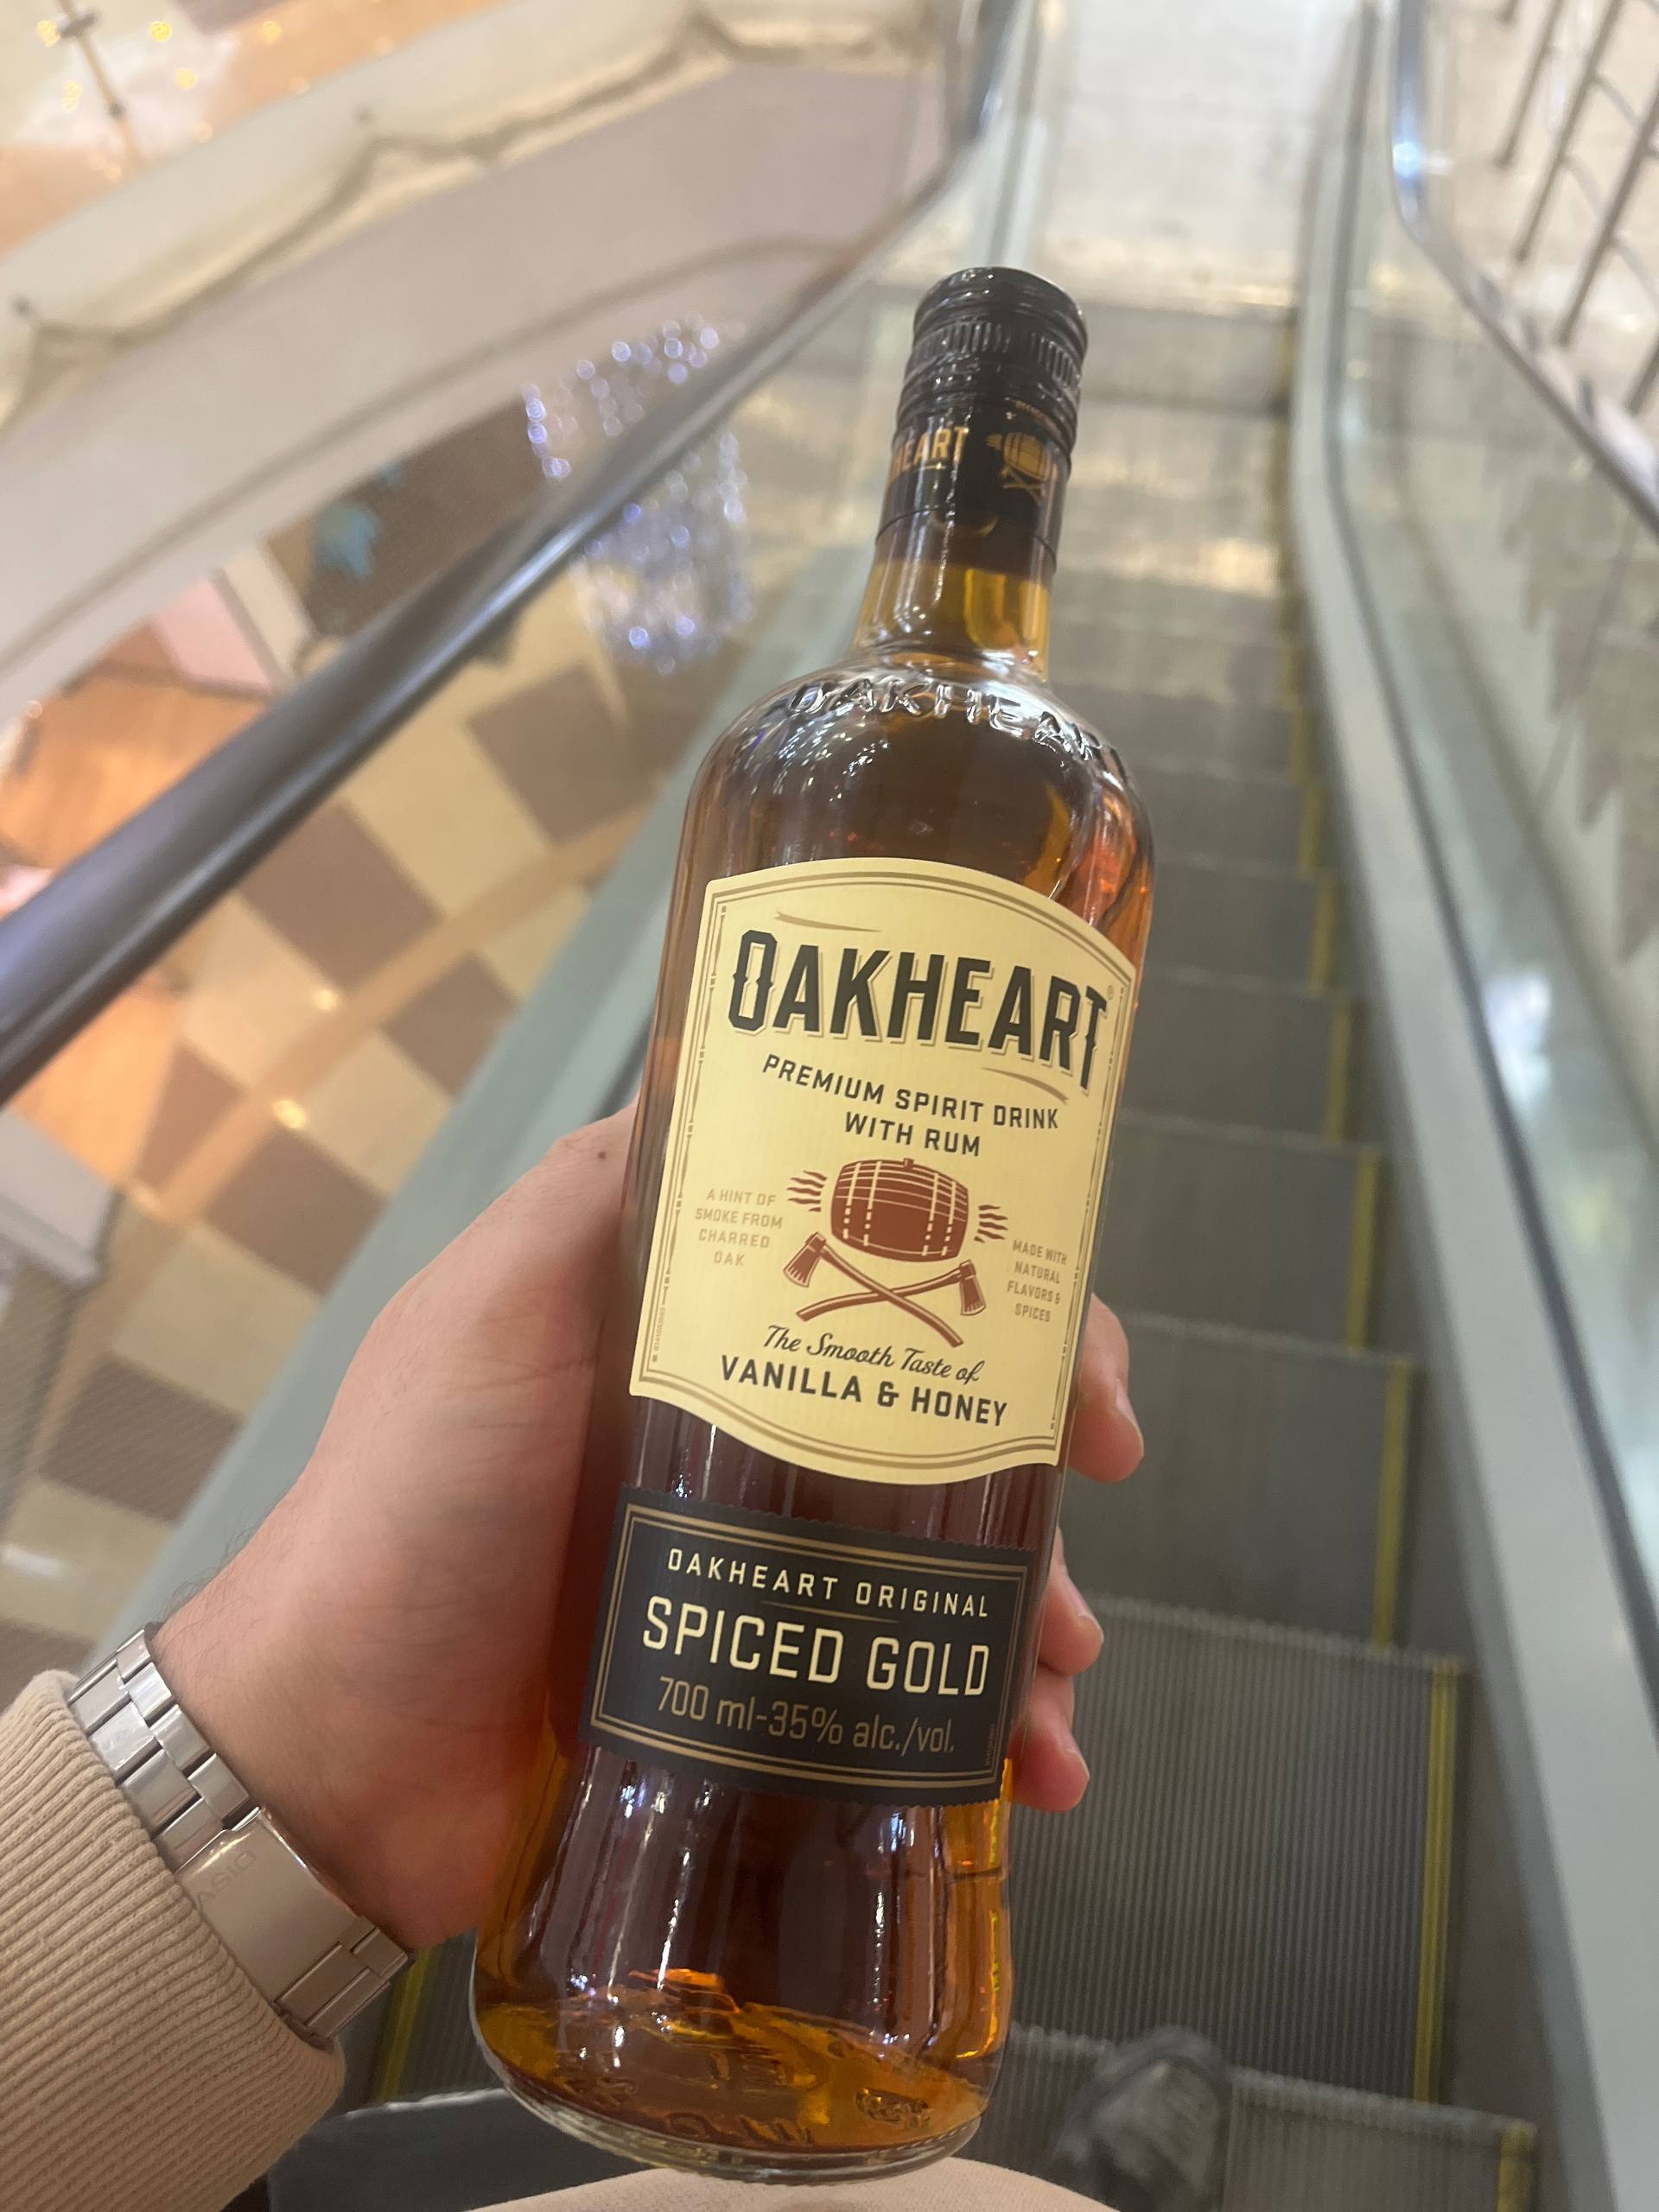 HEART
OAKHEART
OAKHEART®
PREMIUM SPIRIT DRINK
WITH RUM
A HINT OF
SMOKE FROM
CHARRED
OAK
MADE WITH
NATURAL
FLAVORS &
SPICES
The Smooth Taste of
VANILLA & HONEY
OAKHEART ORIGINAL
SPICED GOLD
700 ml-35% alc./vol.